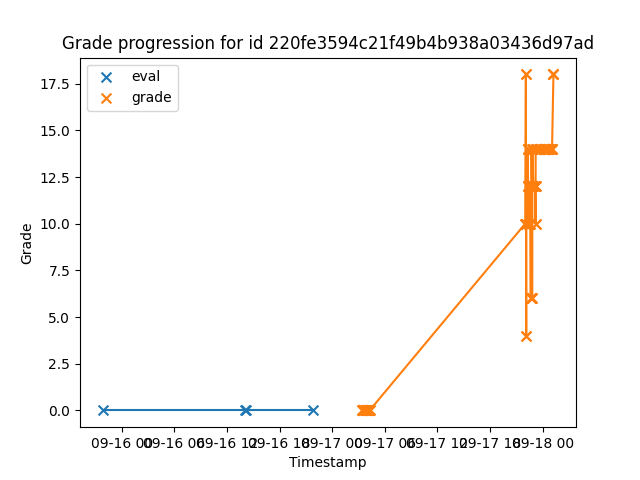 Grade progression for id 220fe3594c21f49b4b938a03436d97ad
eval
grade
17.5
15.0
12.5
10.0
7.5
5.0
2.5
0.0
Grade
09-16 00 09-16 06 09-16 12 09-16 18 09-17 00 09-17 06 09-17 12 09-17 18 09-18 00
Timestamp